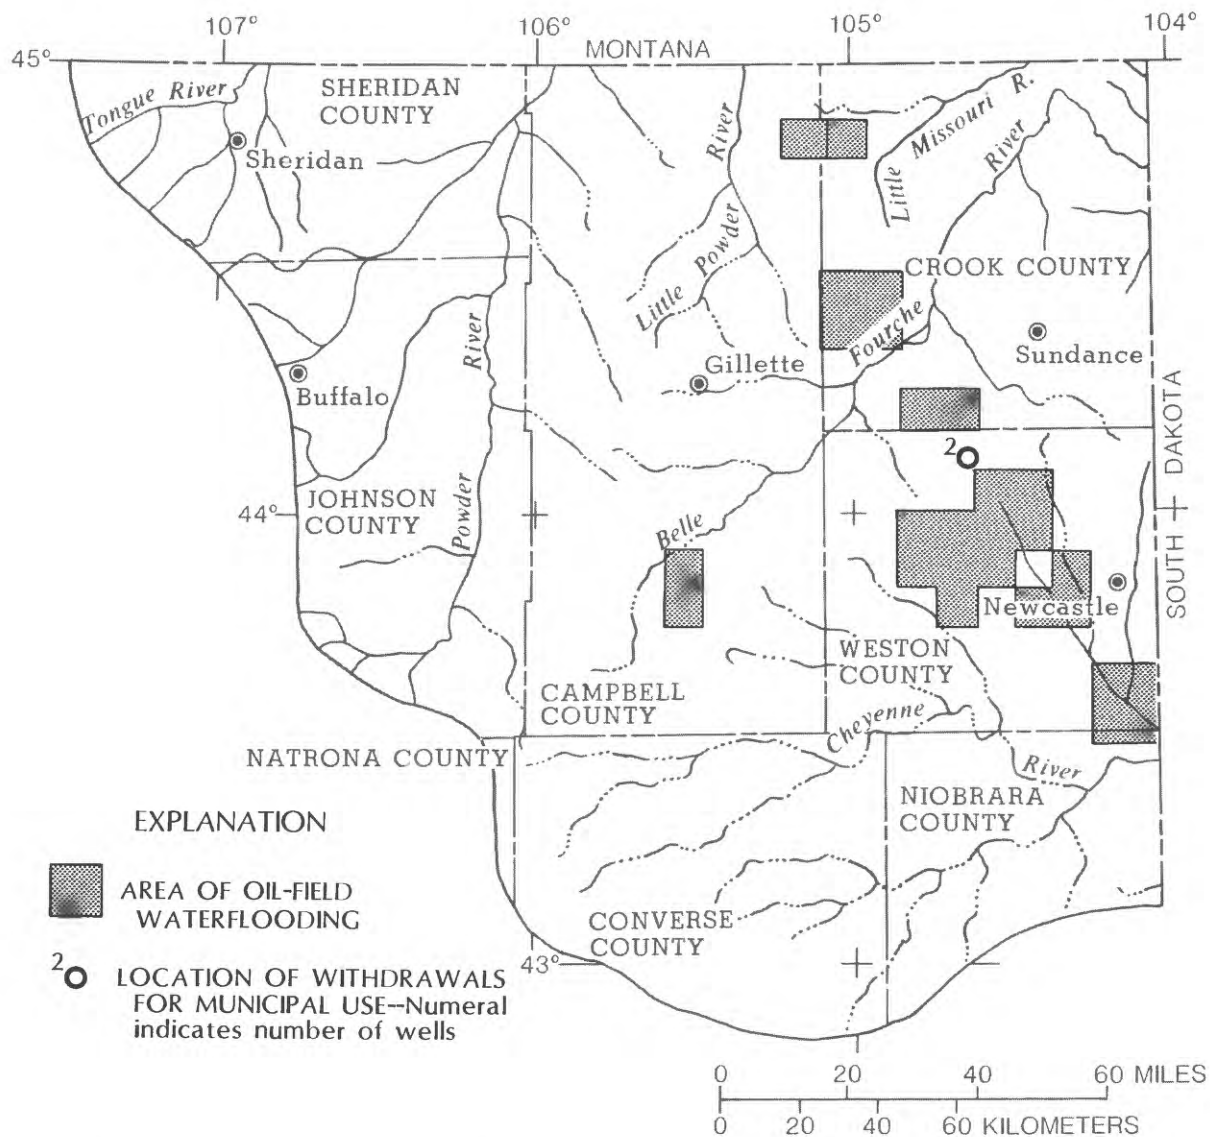 107°
106°
105°
104°
45°
MONTANA
Tongue River
SHERIDAN
COUNTY
Sheridan
River
Little Powder
Little Missouri R.
River
CROOK COUNTY
Fourche
Sundance
Gillette
Buffalo
River
Powder
JOHNSON
COUNTY
44°
Belle
2
Newcastle
SOUTH DAKOTA
WESTON
COUNTY
CAMPBELL
COUNTY
Cheyenne
River
NATRONA COUNTY
NIOBRARA
COUNTY
CONVERSE
COUNTY
43°
EXPLANATION
AREA OF OIL-FIELD
WATERFLOODING
2
LOCATION OF WITHDRAWALS
FOR MUNICIPAL USE--Numeral
indicates number of wells
0 20 40 60 MILES
0 20 40 60 KILOMETERS